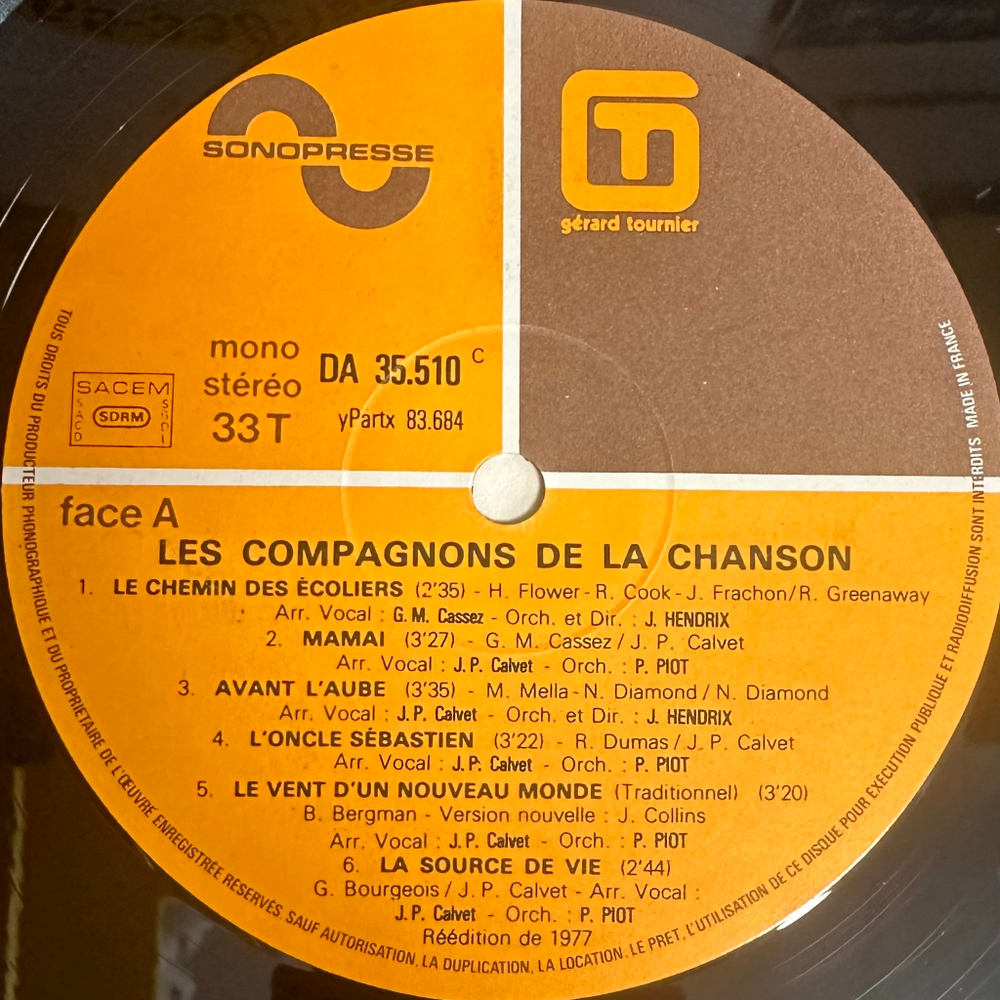 SONOPRESSE
GT
gérard tournier
mono
stéréo
33 T
DA 35.510 C
yPartx 83.684
SACEM
SACD
SDRM
SGDL
face A
LES COMPAGNONS DE LA CHANSON
1. LE CHEMIN DES ÉCOLIERS (2'35) - H. Flower - R. Cook - J. Frachon/R. Greenaway
Arr. Vocal : G. M. Cassez - Orch. et Dir. : J. HENDRIX
2. MAMAI (3'27) - G. M. Cassez / J. P. Calvet
Arr. Vocal : J. P. Calvet - Orch. : P. PIOT
3. AVANT L'AUBE (3'35) - M. Mella - N. Diamond / N. Diamond
Arr. Vocal : J. P. Calvet - Orch. et Dir. : J. HENDRIX
4. L'ONCLE SÉBASTIEN (3'22) - R. Dumas / J. P. Calvet
Arr. Vocal : J. P. Calvet - Orch. : P. PIOT
5. LE VENT D'UN NOUVEAU MONDE (Traditionnel) (3'20)
B. Bergman - Version nouvelle : J. Collins
Arr. Vocal : J. P. Calvet - Orch. : P. PIOT
6. LA SOURCE DE VIE (2'44)
G. Bourgeois / J. P. Calvet - Arr. Vocal :
J. P. Calvet - Orch. : P. PIOT
Réédition de 1977
TOUS DROITS DU PRODUCTEUR PHONOGRAPHIQUE ET DU PROPRIETAIRE DE L'ŒUVRE ENREGISTRÉE RESERVES. SAUF AUTORISATION, LA DUPLICATION, LA LOCATION, LE PRET, L'UTILISATION DE CE DISQUE POUR EXECUTION PUBLIQUE ET RADIODIFFUSION SONT INTERDITS MADE IN FRANCE